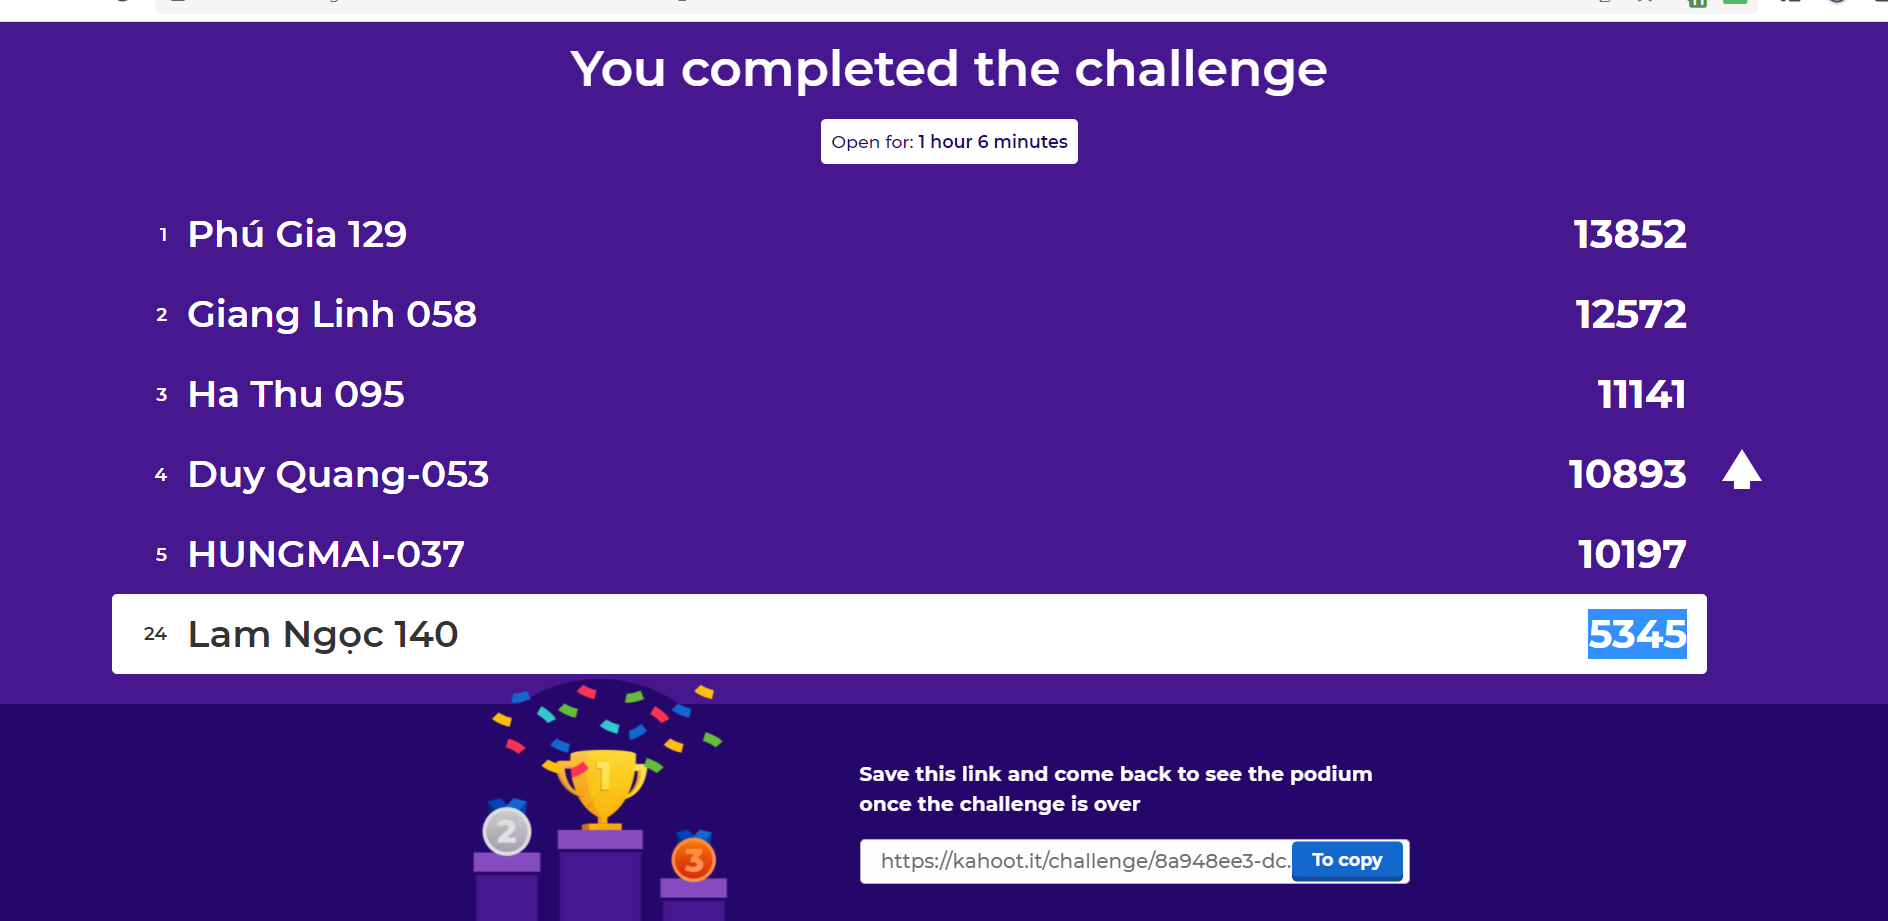 You completed the challenge
Open for: 1 hour 6 minutes
1 Phú Gia 129 13852
2 Giang Linh 058 12572
3 Ha Thu 095 11141
4 Duy Quang-053 10893
5 HUNGMAI-037 10197
24 Lam Ngọc 140 5345
1
2
3
Save this link and come back to see the podium
once the challenge is over
https://kahoot.it/challenge/8a948ee3-dc. To copy